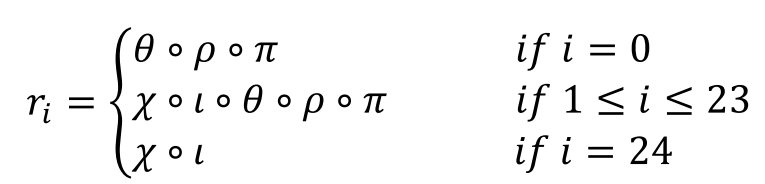 θ ∘ ρ ∘ π if i = 0
r_i = { χ ∘ ι ∘ θ ∘ ρ ∘ π if 1 ≤ i ≤ 23
χ ∘ ι if i = 24